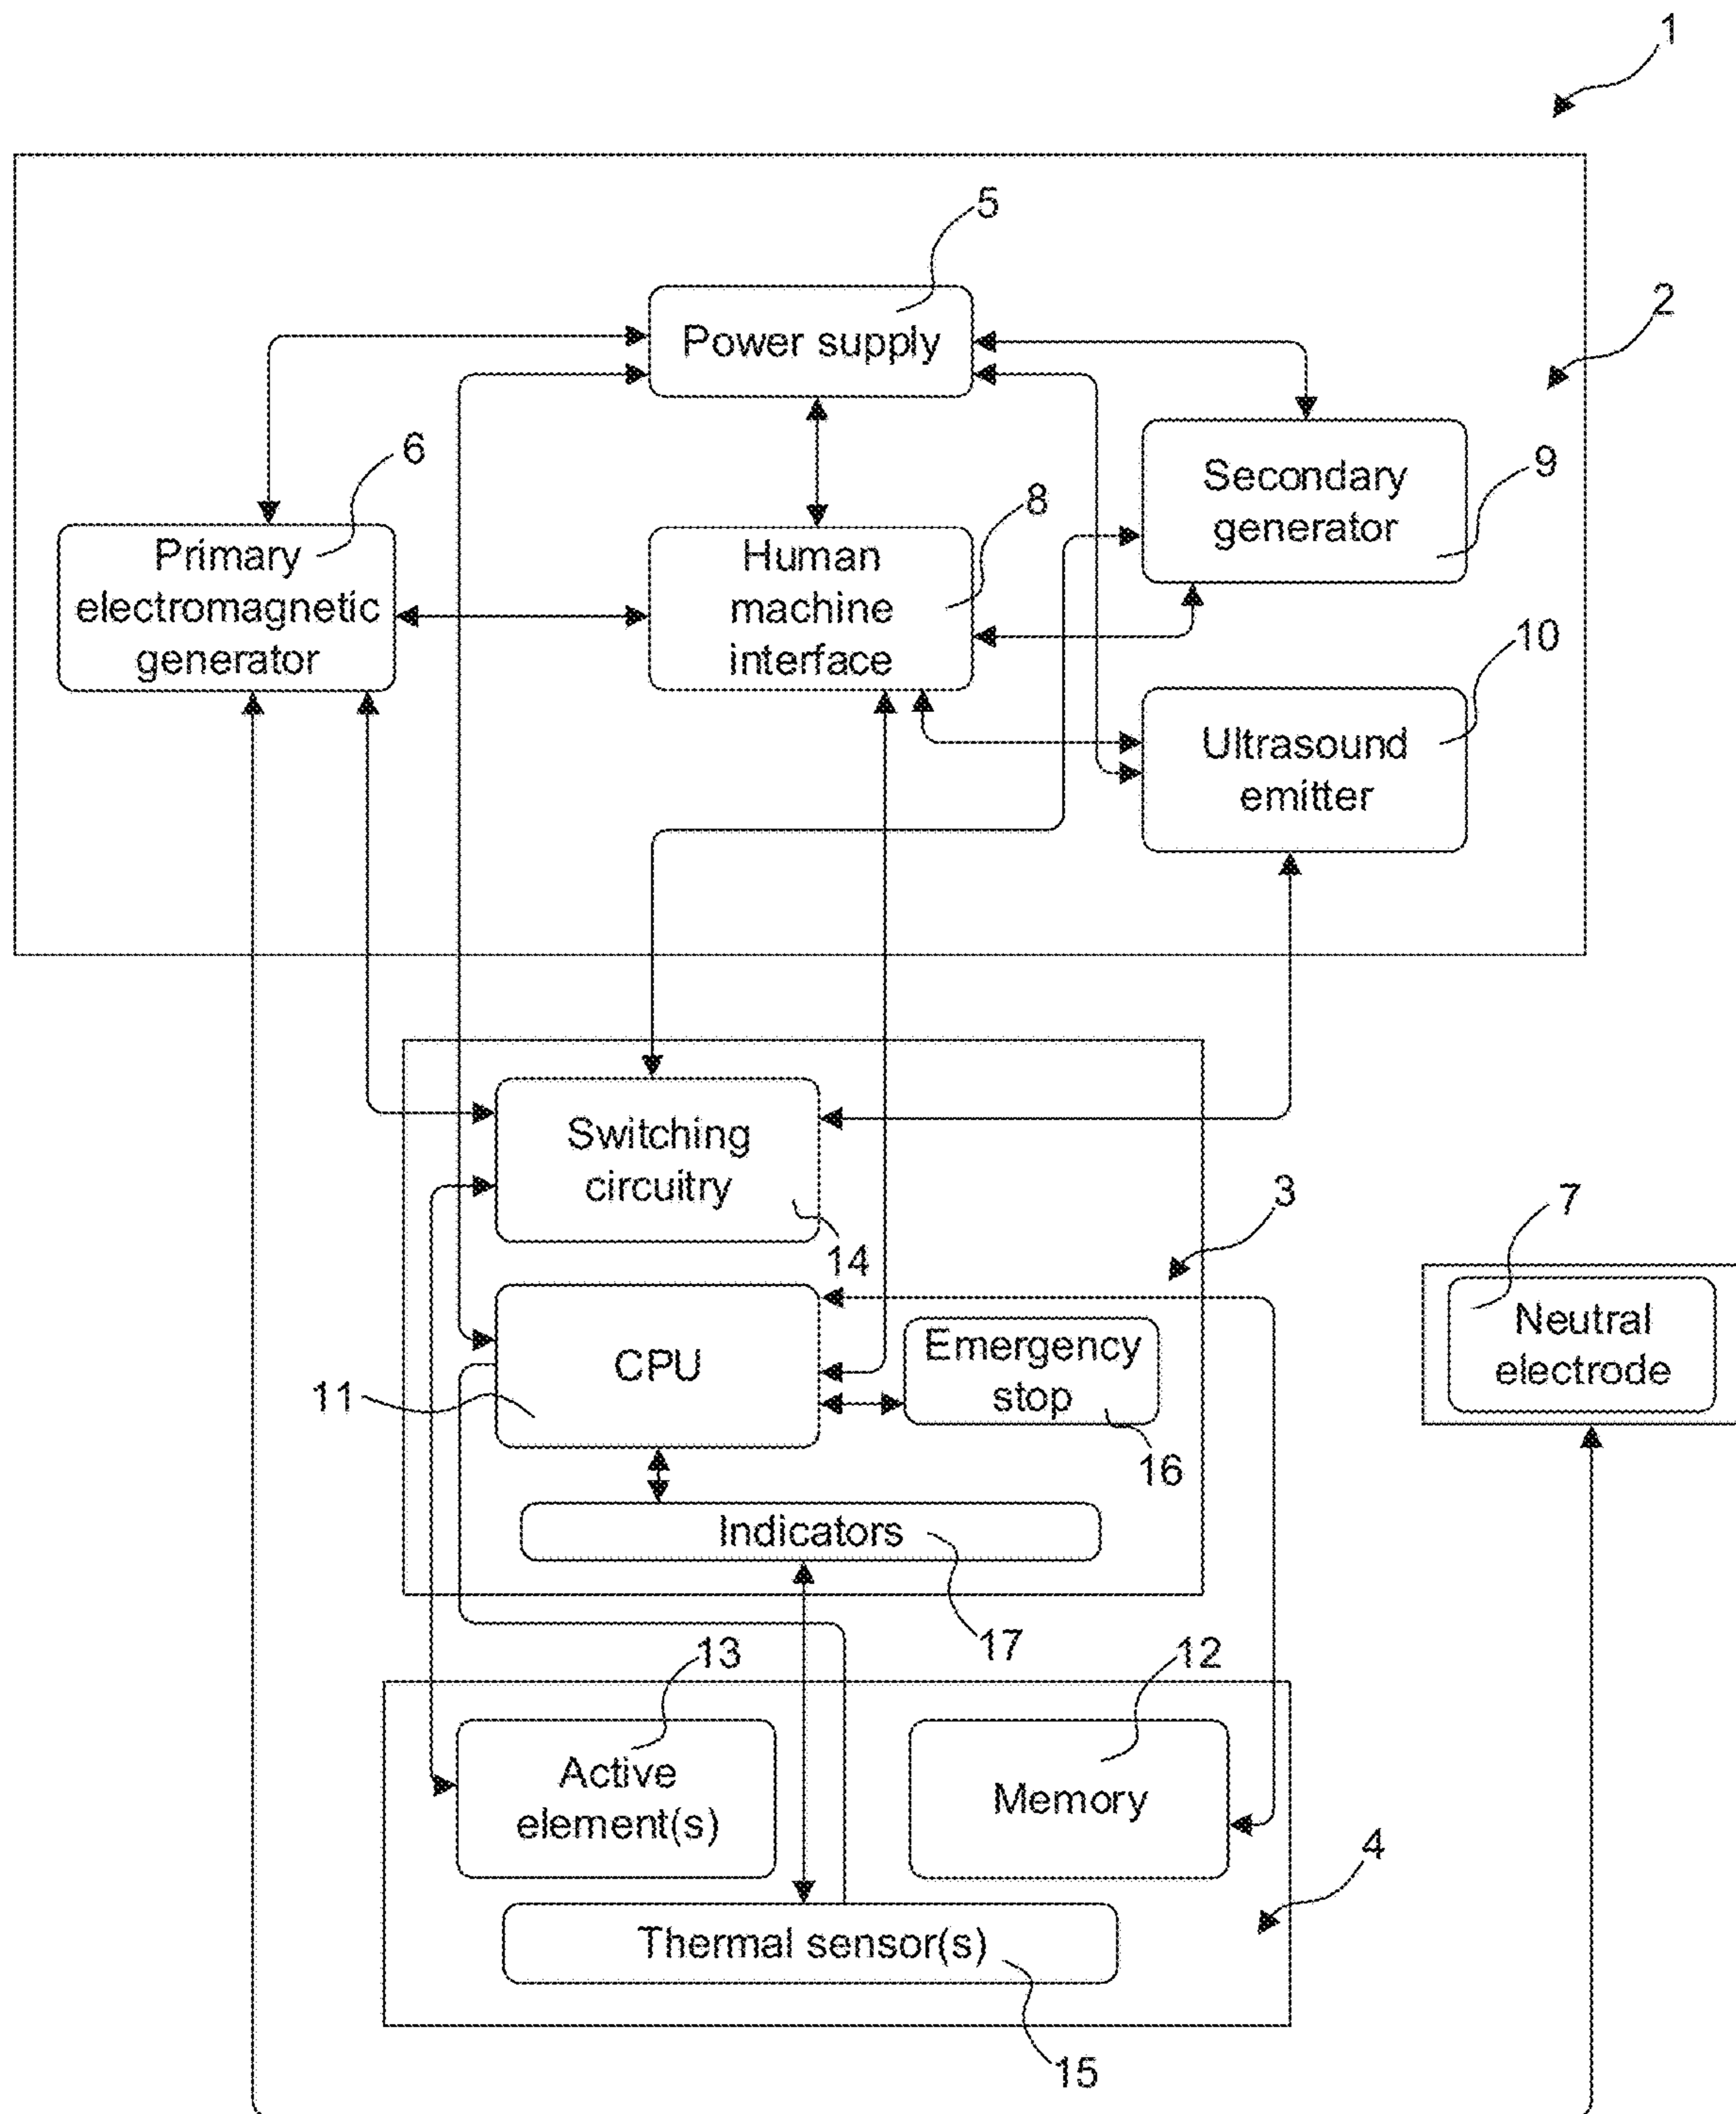 1
5
Power supply
2
6
8
Secondary
generator
9
Primary
electromagnetic
generator
Human
machine
interface
10
Ultrasound
emitter
Switching
circuitry
14
3
7
Neutral
electrode
CPU
11
Emergency
stop
16
Indicators
17
13
12
Active
element(s)
Memory
4
Thermal sensor(s)
15